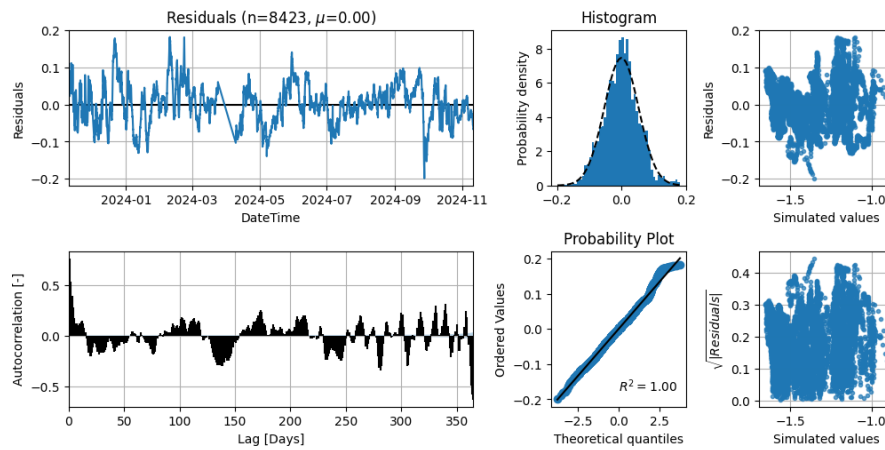 Residuals (n=8423, μ=0.00)
Residuals
0.2
0.1
0.0
−0.1
−0.2
2024-01 2024-03 2024-05 2024-07 2024-09 2024-11
DateTime
Histogram
Probability density
8
6
4
2
0
−0.2 0.0 0.2
Residuals
0.2
0.1
0.0
−0.1
−0.2
−1.5 −1.0
Simulated values
Autocorrelation [-]
0.5
0.0
−0.5
0 50 100 150 200 250 300 350
Lag [Days]
Probability Plot
Ordered Values
0.2
0.1
0.0
−0.1
−0.2
R² = 1.00
−2.5 0.0 2.5
Theoretical quantiles
√|Residuals|
0.4
0.3
0.2
0.1
0.0
−1.5 −1.0
Simulated values